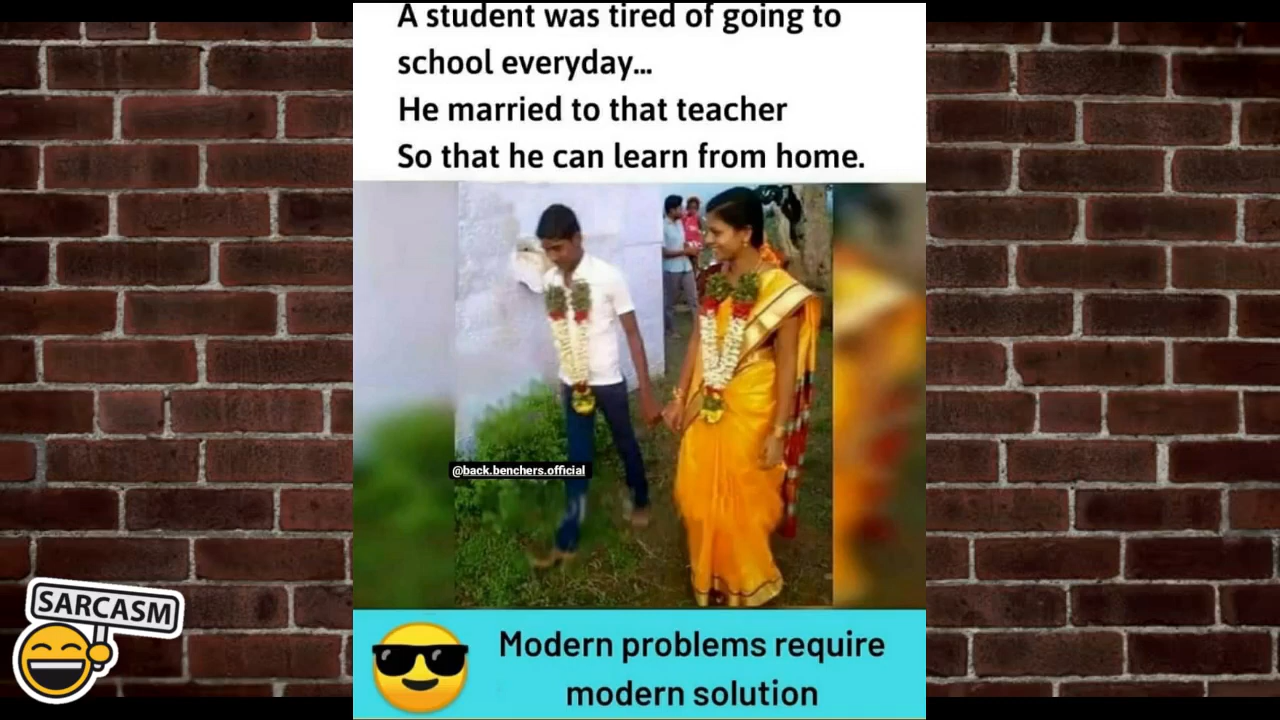 A student was tired of going to
school everyday...
He married to that teacher
So that he can learn from home.
@back.benchers.official
SARCASM
Modern problems require
modern solution